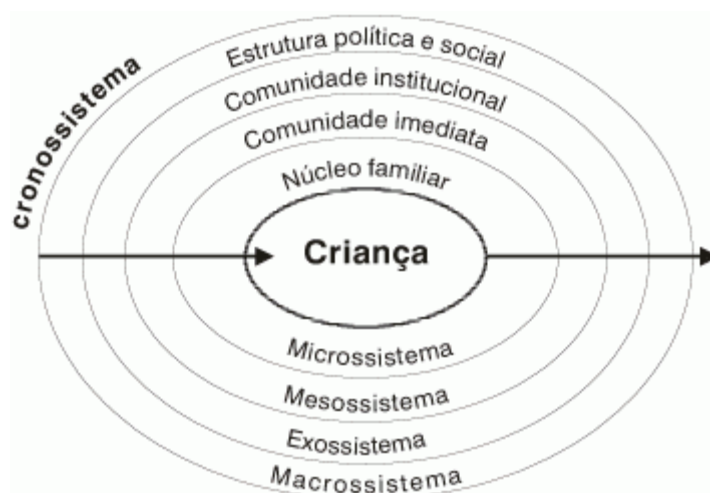 cronossistema
Estrutura política e social
Comunidade institucional
Comunidade imediata
Núcleo familiar
Criança
Microssistema
Mesossistema
Exossistema
Macrossistema